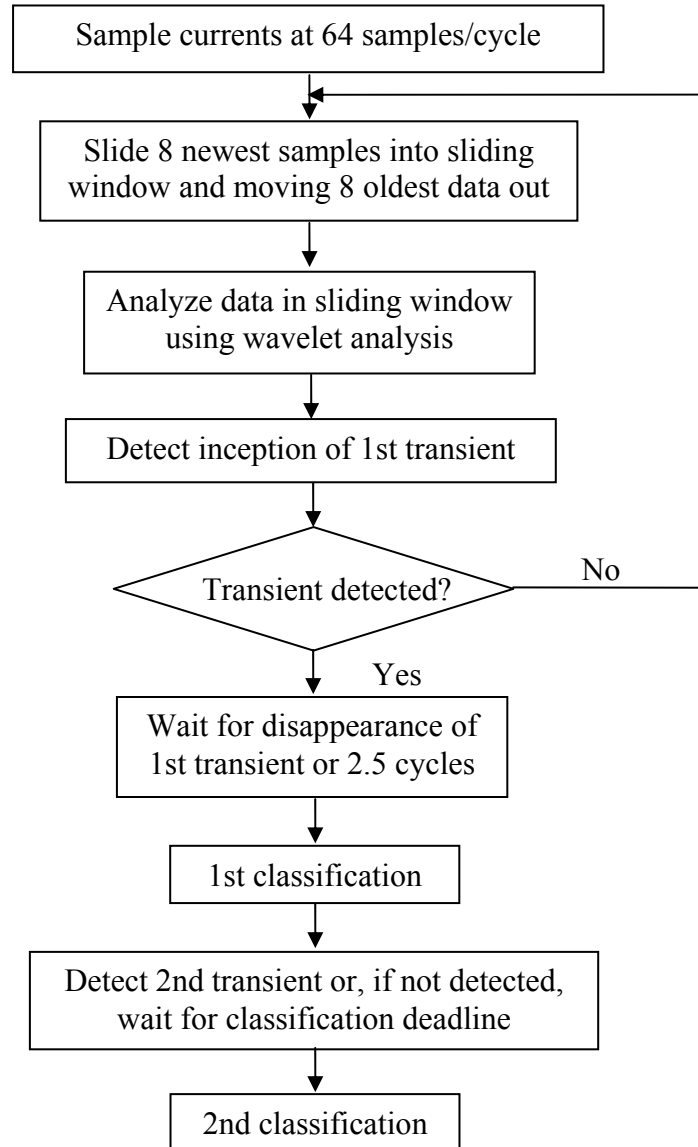 Sample currents at 64 samples/cycle
Slide 8 newest samples into sliding
window and moving 8 oldest data out
Analyze data in sliding window
using wavelet analysis
Detect inception of 1st transient
Transient detected?
No
Yes
Wait for disappearance of
1st transient or 2.5 cycles
1st classification
Detect 2nd transient or, if not detected,
wait for classification deadline
2nd classification